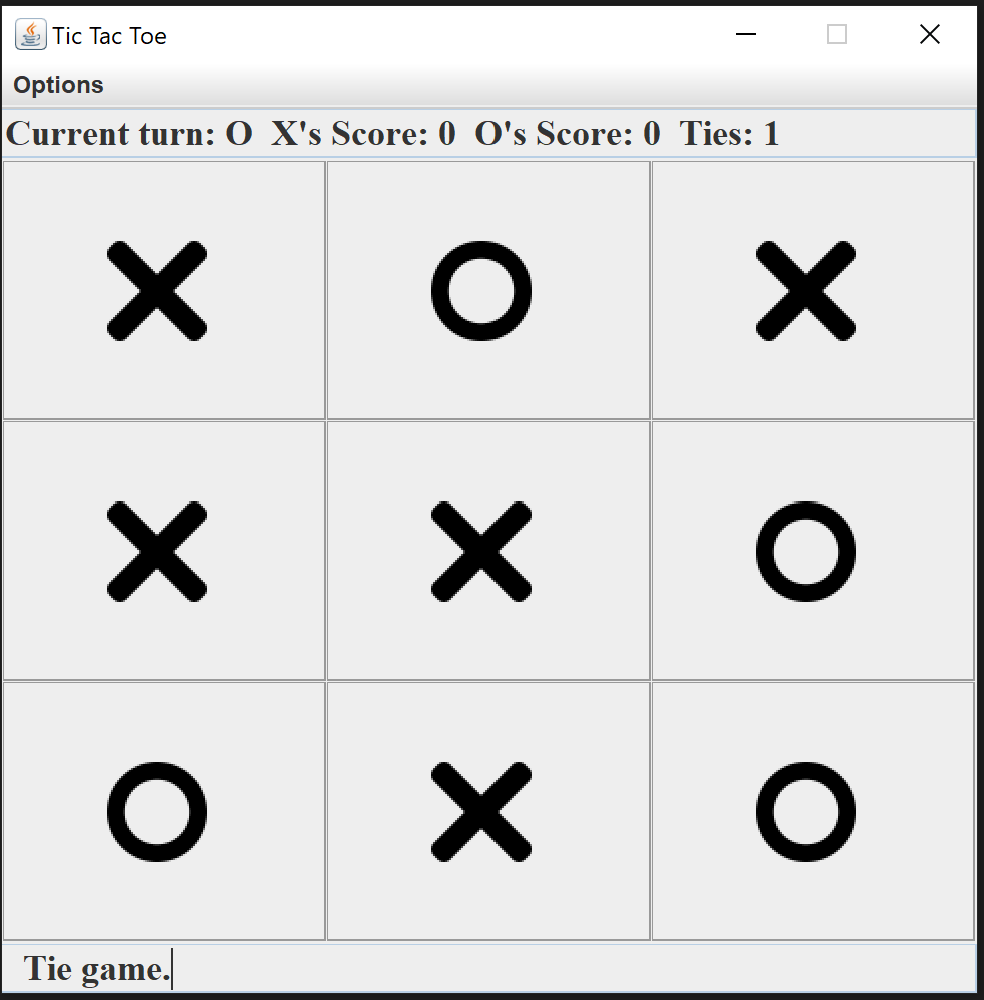 Tic Tac Toe
Options
Current turn: O X's Score: 0 O's Score: 0 Ties: 1
X O X
X X O
O X O
Tie game.